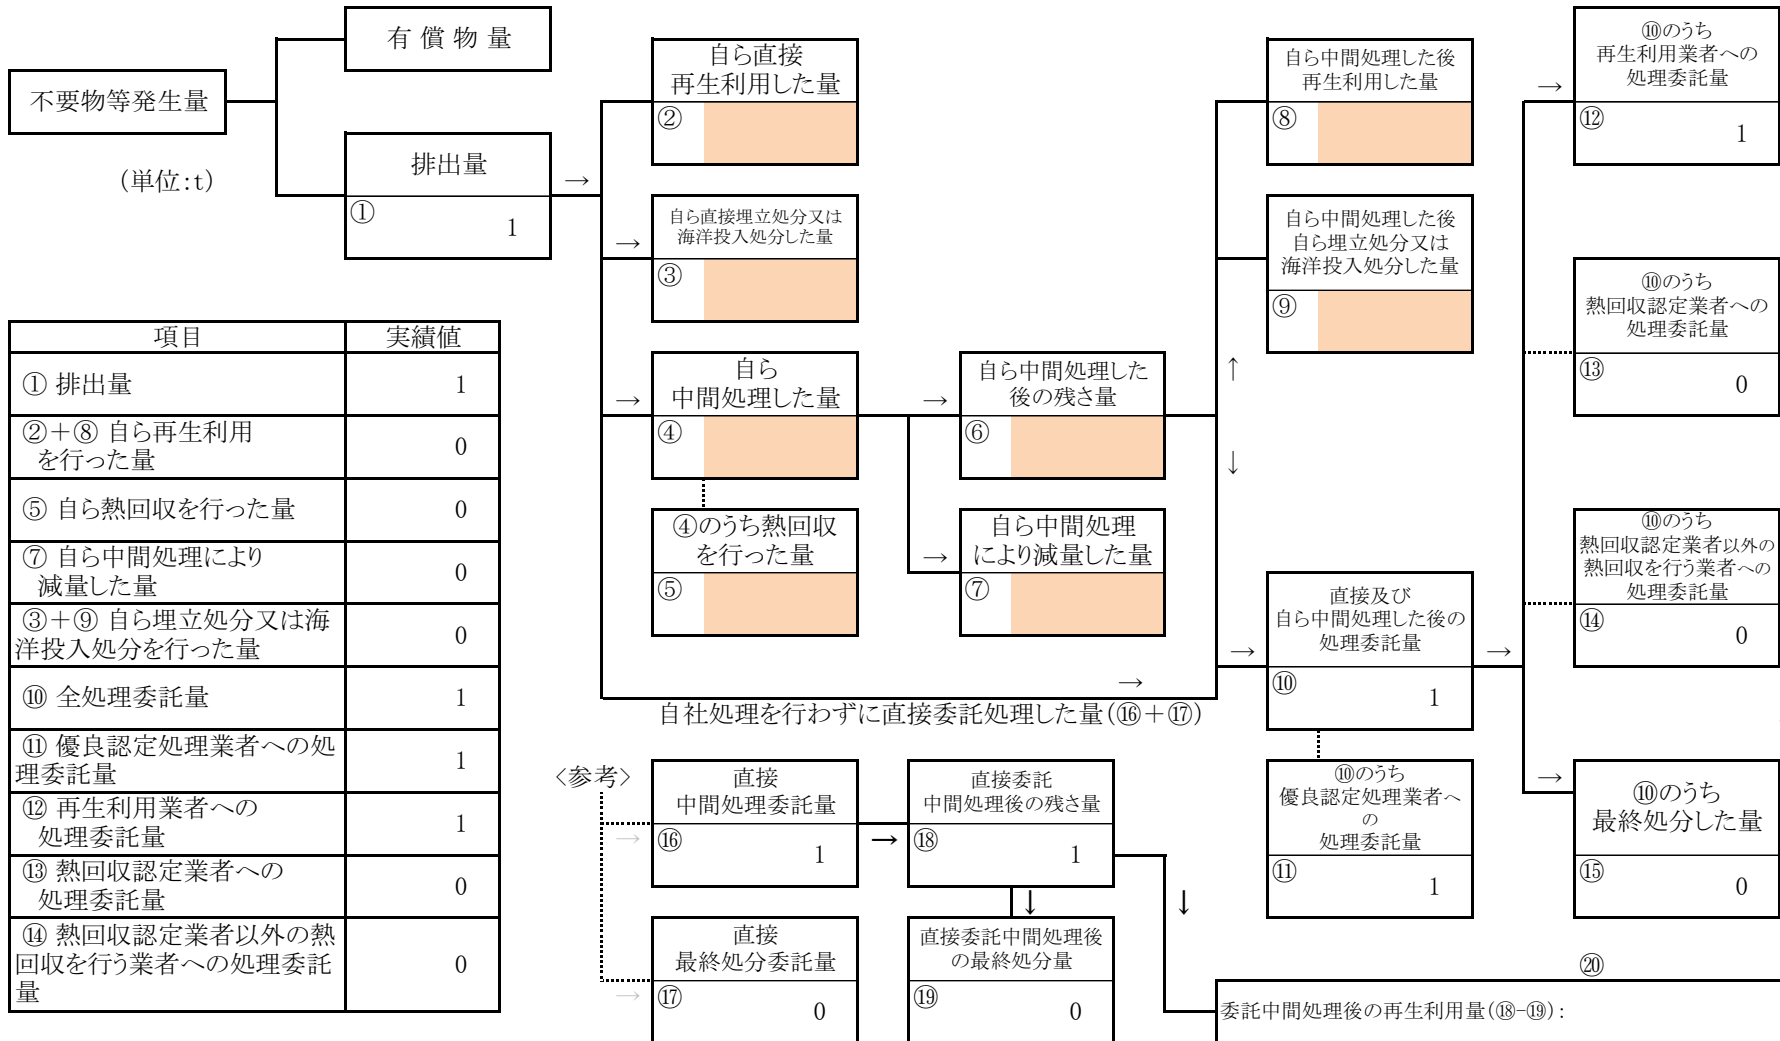 有 償 物 量
不要物等発生量
(単位:t)
排出量
①
1
→
自ら直接
再生利用した量
②
→
自ら直接埋立処分又は
海洋投入処分した量
③
→
自ら
中間処理した量
④
④のうち熱回収
を行った量
⑤
→
自ら中間処理した
後の残さ量
⑥
→
自ら中間処理
により減量した量
⑦
自ら中間処理した後
再生利用した量
⑧
自ら中間処理した後
自ら埋立処分又は
海洋投入処分した量
⑨
↑
↓
→
直接及び
自ら中間処理した後の
処理委託量
⑩
1
→
⑩のうち
優良認定処理業者へ
の
処理委託量
⑪
1
→
⑩のうち
再生利用業者への
処理委託量
⑫
1
⑩のうち
熱回収認定業者への
処理委託量
⑬
0
⑩のうち
熱回収認定業者以外の
熱回収を行う業者への
処理委託量
⑭
0
→
⑩のうち
最終処分した量
⑮
0
→
自社処理を行わずに直接委託処理した量(⑯+⑰)
項目 実績値
① 排出量 1
②+⑧ 自ら再生利用
を行った量 0
⑤ 自ら熱回収を行った量 0
⑦ 自ら中間処理により
減量した量 0
③+⑨ 自ら埋立処分又は海
洋投入処分を行った量 0
⑩ 全処理委託量 1
⑪ 優良認定処理業者への処
理委託量 1
⑫ 再生利用業者への
処理委託量 1
⑬ 熱回収認定業者への
処理委託量 0
⑭ 熱回収認定業者以外の熱
回収を行う業者への処理委託
量 0
<参考>
→
直接
中間処理委託量
⑯
1
→
直接委託
中間処理後の残さ量
⑱
1
↓
↓
→
直接
最終処分委託量
⑰
0
直接委託中間処理後
の最終処分量
⑲
0
⑳
委託中間処理後の再生利用量(⑱-⑲):